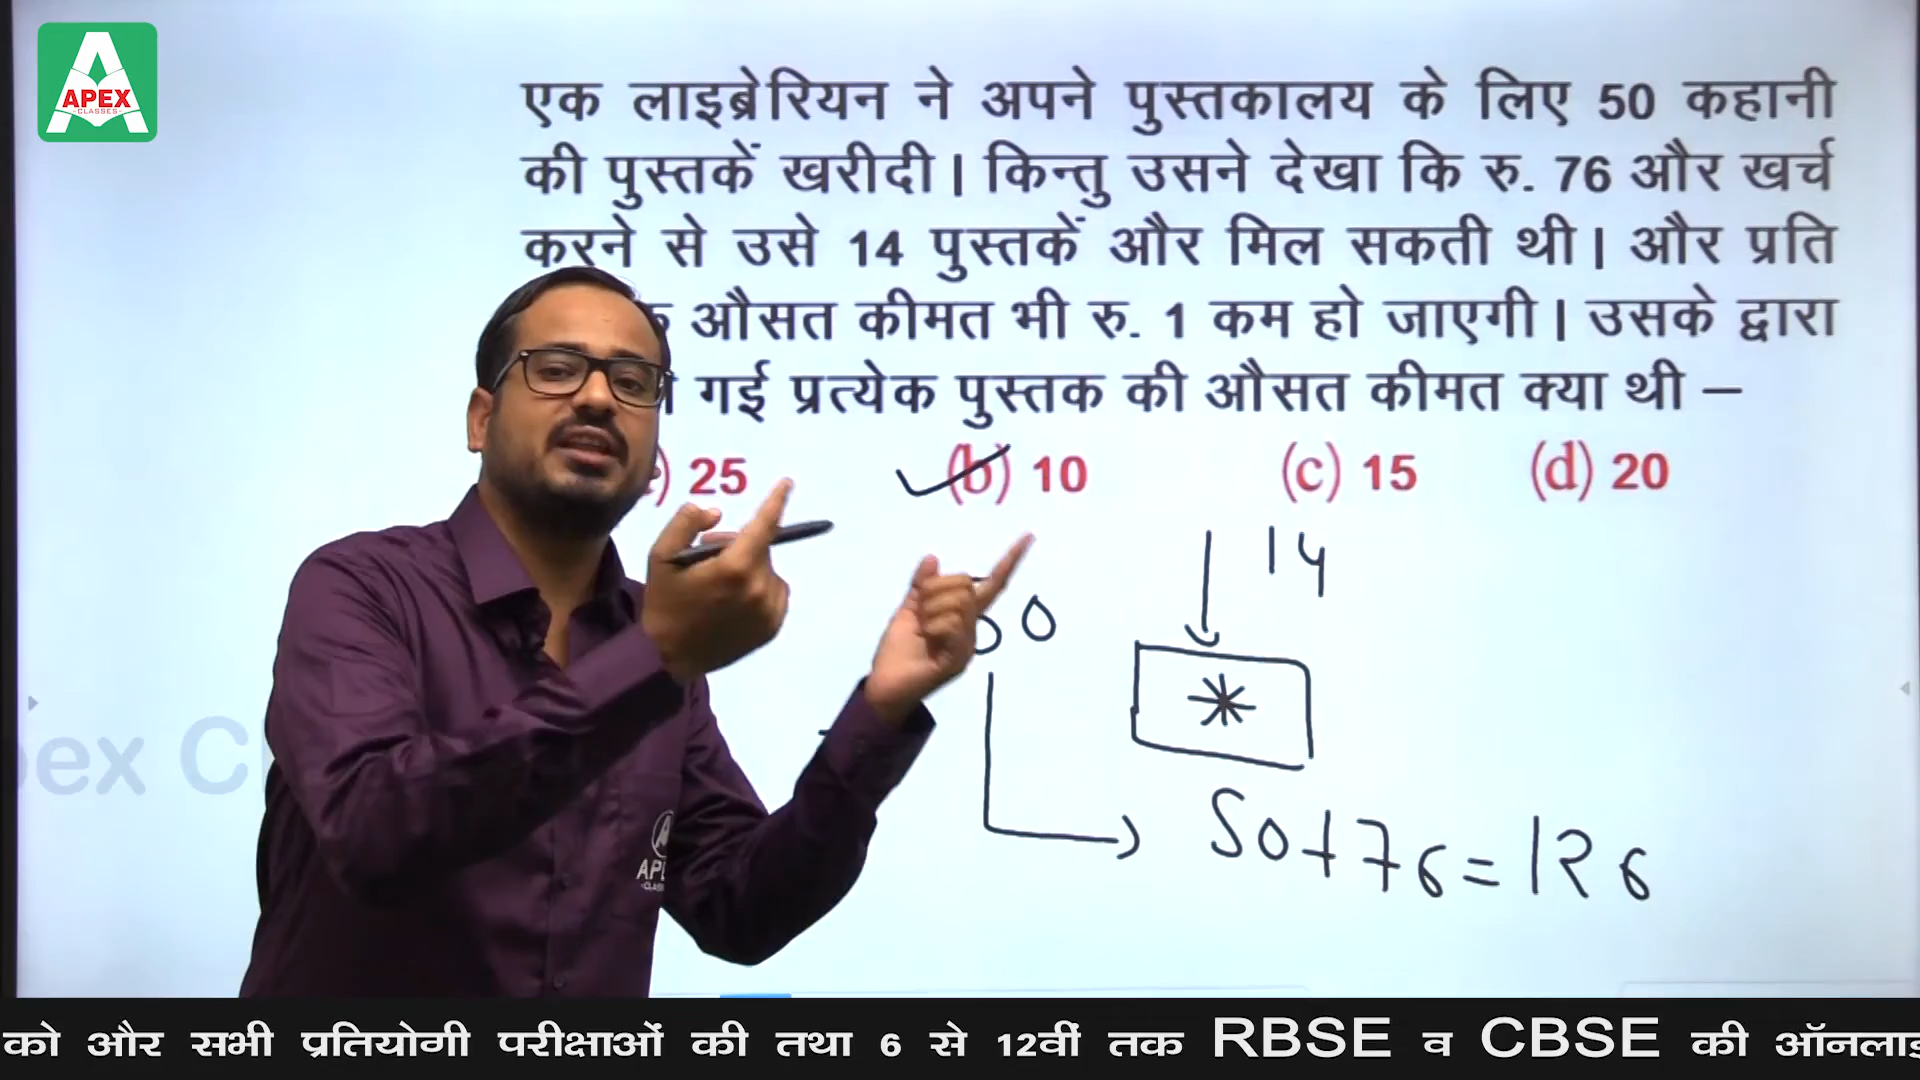 APEX
CLASSES
एक लाइब्रेरियन ने अपने पुस्तकालय के लिए 50 कहानी
की पुस्तकें खरीदी। किन्तु उसने देखा कि रु. 76 और खर्च
करने से उसे 14 पुस्तकें और मिल सकती थी। और प्रति
औसत कीमत भी रु. 1 कम हो जाएगी। उसके द्वारा
गई प्रत्येक पुस्तक की औसत कीमत क्या थी –
25 (b) 10 (c) 15 (d) 20
14
50+76=126
को और सभी प्रतियोगी परीक्षाओं की तथा 6 से 12वीं तक RBSE व CBSE की